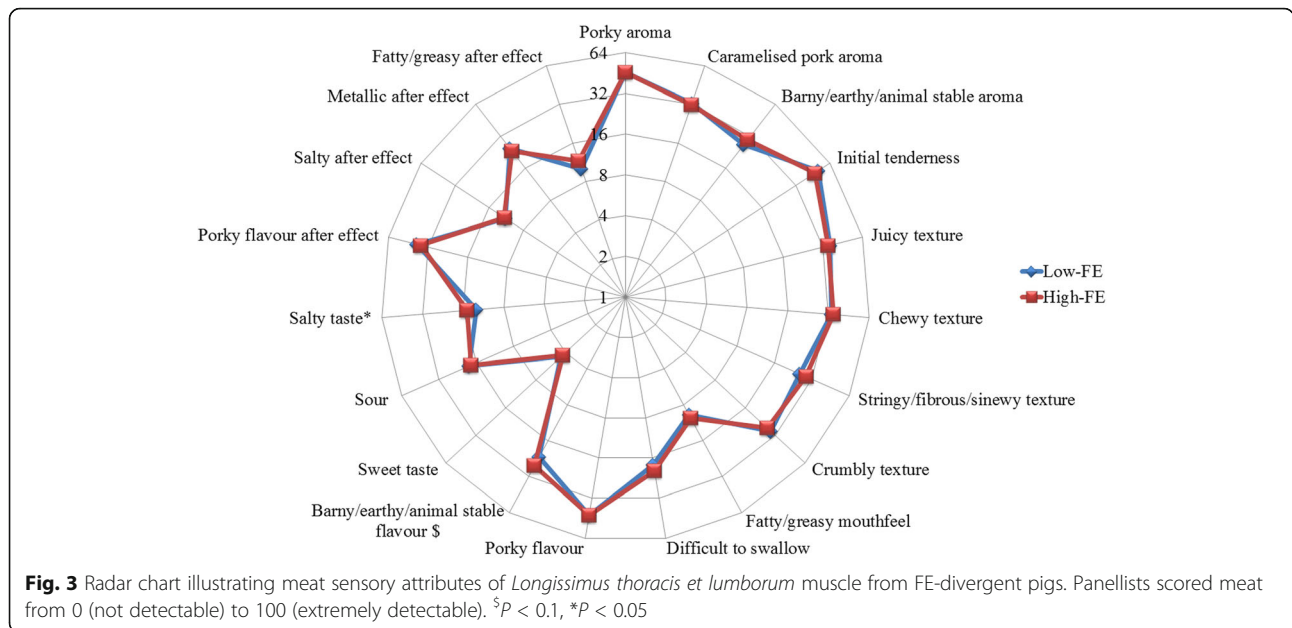 Porky aroma
Caramelised pork aroma
Barny/earthy/animal stable aroma
Initial tenderness
Juicy texture
Chewy texture
Stringy/fibrous/sinewy texture
Crumbly texture
Fatty/greasy mouthfeel
Difficult to swallow
Porky flavour
Barny/earthy/animal stable
flavour $
Sweet taste
Sour
Salty taste*
Porky flavour after effect
Salty after effect
Metallic after effect
Fatty/greasy after effect
64
32
16
8
4
2
1
Low-FE
High-FE
Fig. 3 Radar chart illustrating meat sensory attributes of Longissimus thoracis et lumborum muscle from FE-divergent pigs. Panellists scored meat
from 0 (not detectable) to 100 (extremely detectable). $P < 0.1, *P < 0.05